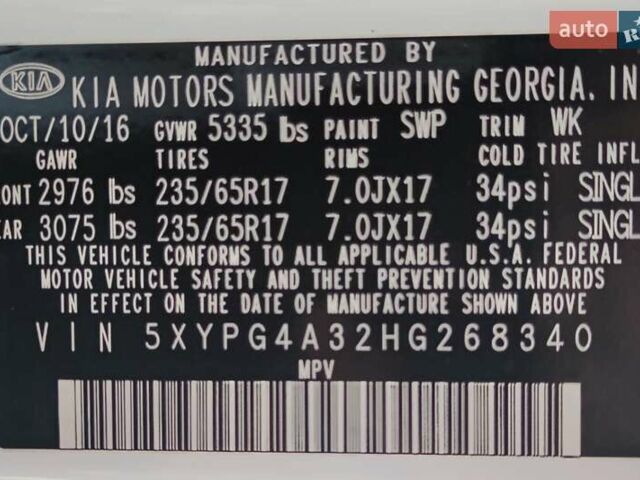 auto
R
MANUFACTURED BY
KIA KIA MOTORS MANUFACTURING GEORGIA, IN
OCT/10/16 GVWR 5335 lbs PAINT SWP TRIM WK
GAWR TIRES RIMS COLD TIRE INFL
ONT 2976 lbs 235/65R17 7.0JX17 34psi SINGL
EAR 3075 lbs 235/65R17 7.0JX17 34psi SINGL
THIS VEHICLE CONFORMS TO ALL APPLICABLE U.S.A. FEDERAL
MOTOR VEHICLE SAFETY AND THEFT PREVENTION STANDARDS
IN EFFECT ON THE DATE OF MANUFACTURE SHOWN ABOVE
VIN 5XYPG4A32HG268340
MPV